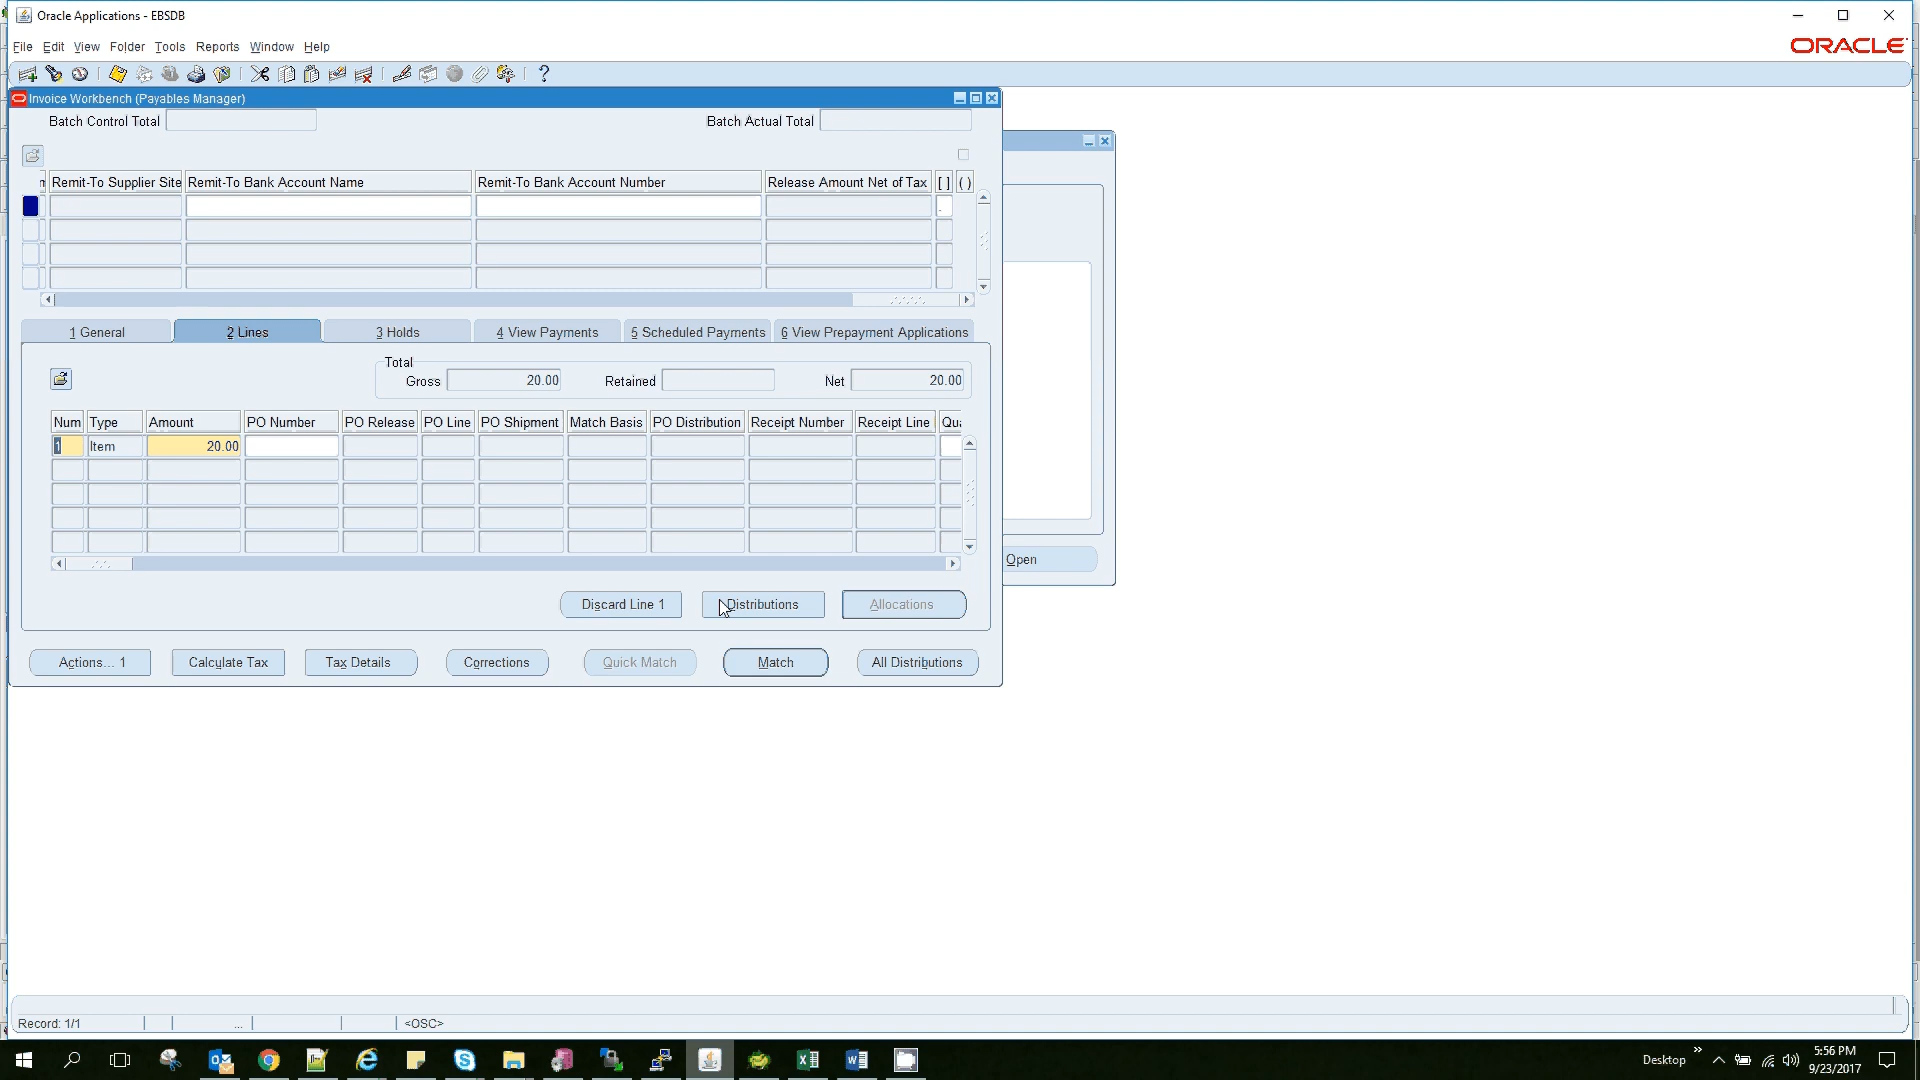 Oracle Applications - EBSDB
File Edit View Folder Tools Reports Window Help
ORACLE
Invoice Workbench (Payables Manager)
Batch Control Total
Batch Actual Total
Remit-To Supplier Site Remit-To Bank Account Name Remit-To Bank Account Number Release Amount Net of Tax [ ] ( )
.
1 General 2 Lines 3 Holds 4 View Payments 5 Scheduled Payments 6 View Prepayment Applications
Total
Gross 20.00 Retained Net 20.00
Num Type Amount PO Number PO Release PO Line PO Shipment Match Basis PO Distribution Receipt Number Receipt Line Qu
1 Item 20.00
Open
Discard Line 1 Distributions Allocations
Actions... 1 Calculate Tax Tax Details Corrections Quick Match Match All Distributions
Record: 1/1 ... <OSC>
Desktop
5:56 PM
9/23/2017